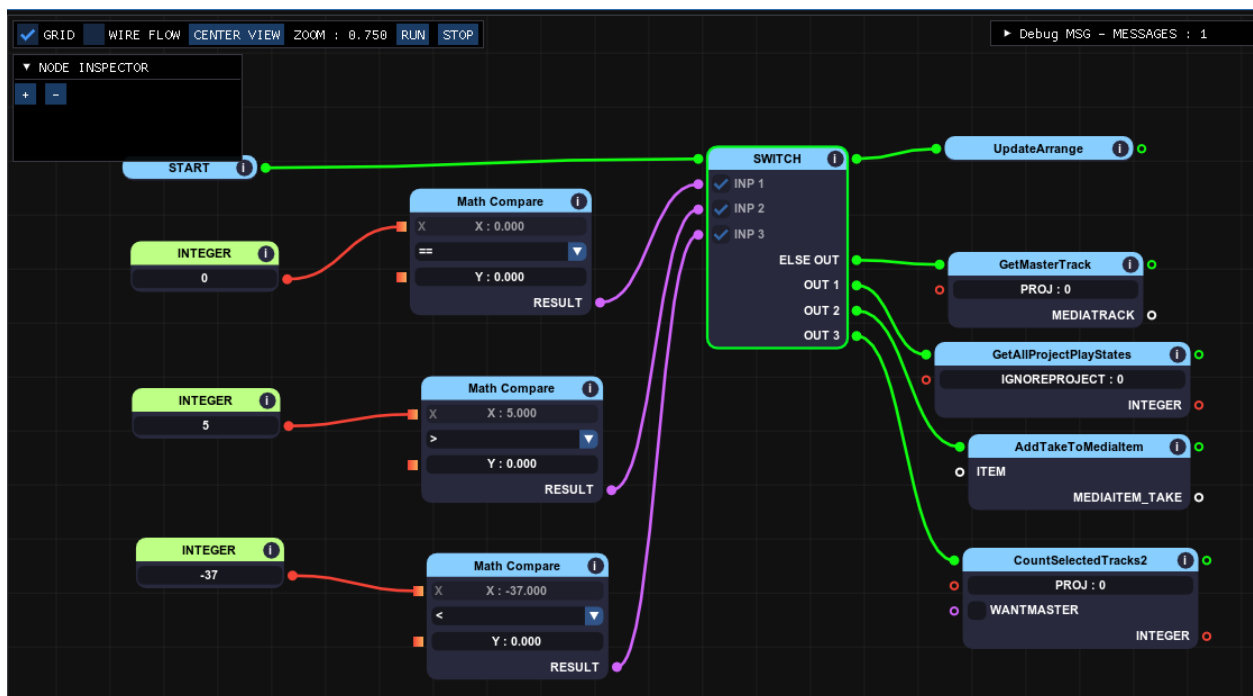 GRID WIRE FLOW CENTER VIEW ZOOM : 0.750 RUN STOP
▶ Debug MSG - MESSAGES : 1
▼ NODE INSPECTOR
+ -
START i
INTEGER i
0
INTEGER i
5
INTEGER i
-37
Math Compare i
X X : 0.000
==
Y : 0.000
RESULT
Math Compare i
X X : 5.000
>
Y : 0.000
RESULT
Math Compare i
X X : -37.000
<
Y : 0.000
RESULT
SWITCH i
INP 1
INP 2
INP 3
ELSE OUT
OUT 1
OUT 2
OUT 3
UpdateArrange i
GetMasterTrack i
PROJ : 0
MEDIATRACK
GetAllProjectPlayStates i
IGNOREPROJECT : 0
INTEGER
AddTakeToMediaItem i
ITEM
MEDIAITEM_TAKE
CountSelectedTracks2 i
PROJ : 0
WANTMASTER
INTEGER